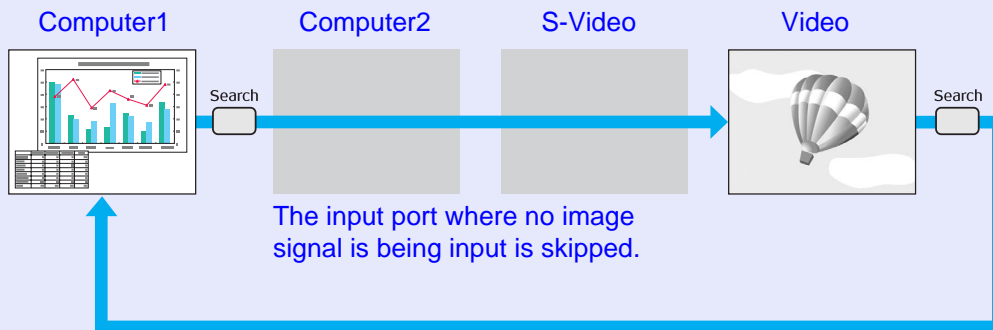 Computer1 Computer2 S-Video Video
Search Search
The input port where no image
signal is being input is skipped.